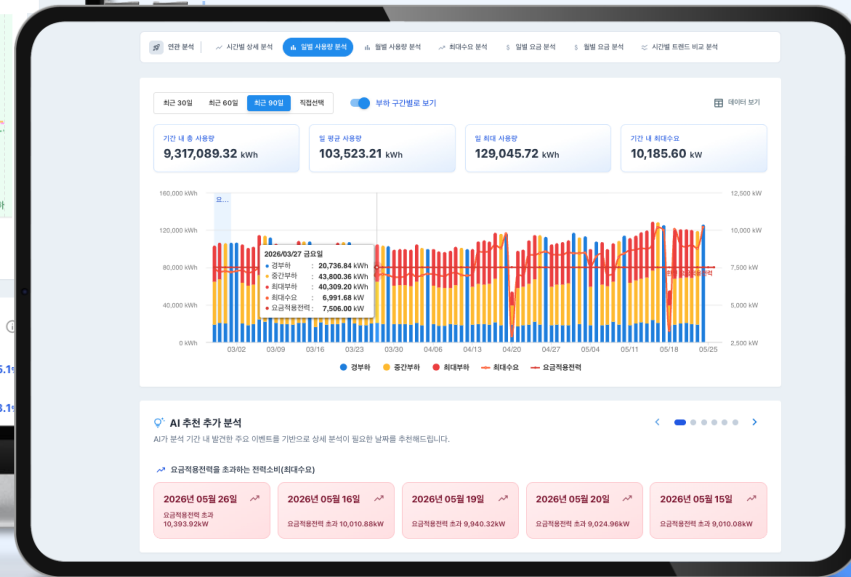 연관 분석
시간별 상세 분석
일별 사용량 분석
월별 사용량 분석
최대수요 분석
일별 요금 분석
월별 요금 분석
시간별 트렌드 비교 분석
최근 30일
최근 60일
최근 90일
직접선택
부하 구간별로 보기
데이터 보기
기간 내 총 사용량
9,317,089.32 kWh
일 평균 사용량
103,523.21 kWh
일 최대 사용량
129,045.72 kWh
기간 내 최대수요
10,185.60 kW
160,000 kWh
120,000 kWh
80,000 kWh
40,000 kWh
0 kWh
12,500 kW
10,000 kW
7,500 kW
5,000 kW
2,500 kW
요...
2026/03/27 금요일
경부하 : 20,736.84 kWh
중간부하 : 43,800.36 kWh
최대부하 : 40,309.20 kWh
최대수요 : 6,991.68 kW
요금적용전력 : 7,506.00 kW
03/02 03/09 03/16 03/23 03/30 04/06 04/13 04/20 04/27 05/04 05/11 05/18 05/25
경부하 중간부하 최대부하 최대수요 요금적용전력
AI 추천 추가 분석
AI가 분석 기간 내 발견한 주요 이벤트를 기반으로 상세 분석이 필요한 날짜를 추천해드립니다.
요금적용전력을 초과하는 전력소비(최대수요)
2026년 05월 26일
요금적용전력 초과
10,393.92kW
2026년 05월 16일
요금적용전력 초과 10,010.88kW
2026년 05월 19일
요금적용전력 초과 9,940.32kW
2026년 05월 20일
요금적용전력 초과 9,024.96kW
2026년 05월 15일
요금적용전력 초과 9,010.08kW